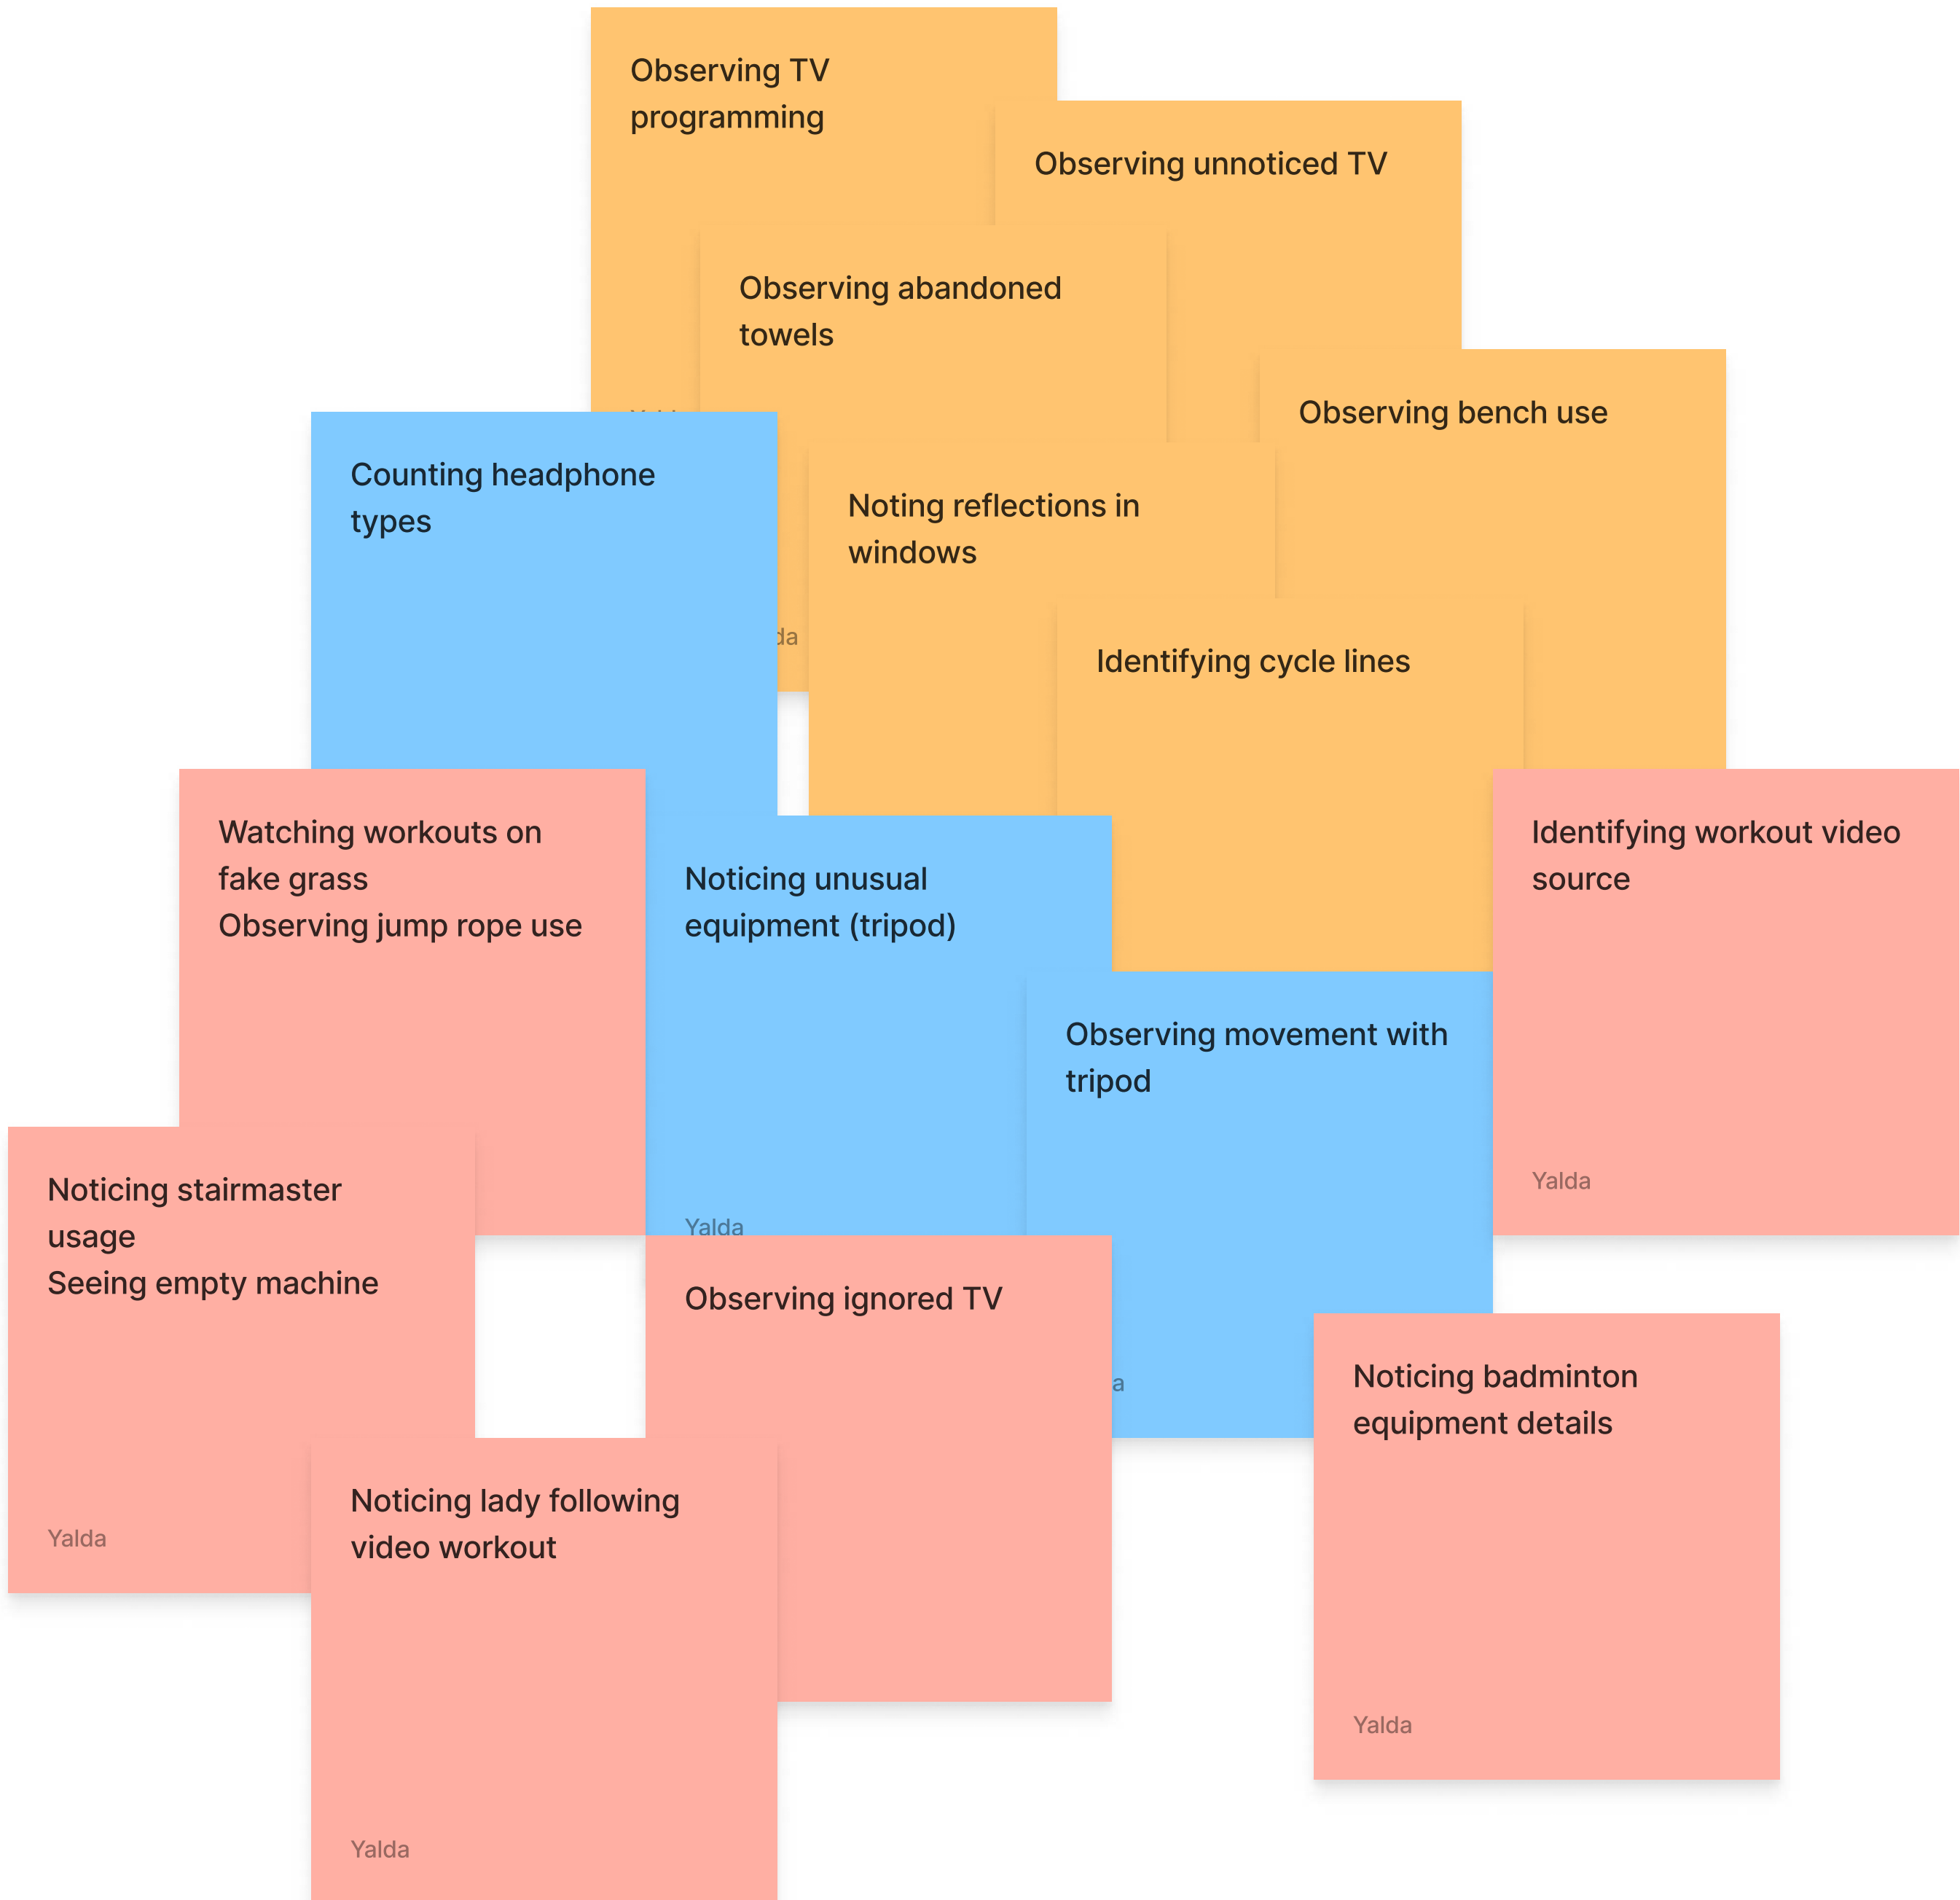 Observing TV
programming
Observing unnoticed TV
Observing abandoned
towels
Observing bench use
Counting headphone
types
Noting reflections in
windows
Identifying cycle lines
Watching workouts on
fake grass
Observing jump rope use
Noticing unusual
equipment (tripod)
Yalda
Identifying workout video
source
Yalda
Observing movement with
tripod
Noticing stairmaster
usage
Seeing empty machine
Yalda
Observing ignored TV
Noticing badminton
equipment details
Yalda
Noticing lady following
video workout
Yalda